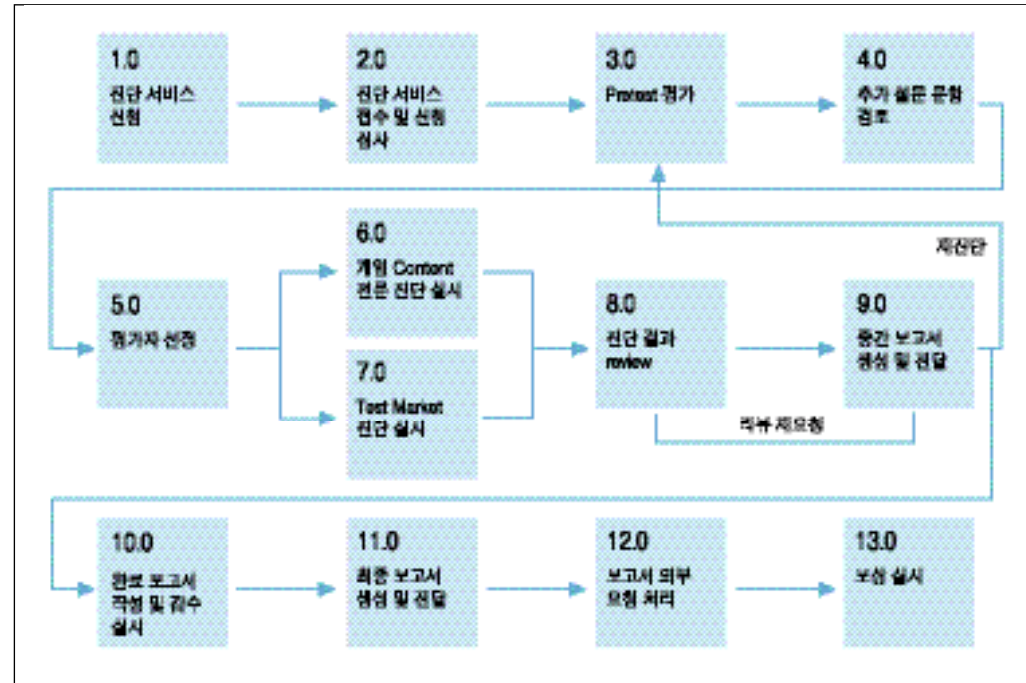 1.0
진단 서비스
신청
2.0
진단 서비스
접수 및 신청
심사
3.0
Pretest 평가
4.0
추가 설문 문항
검토
5.0
평가자 선정
6.0
게임 Content
전문 진단 실시
7.0
Test Market
진단 실시
8.0
진단 결과
review
9.0
중간 보고서
생성 및 전달
재진단
리뷰 재요청
10.0
완료 보고서
작성 및 감수
실시
11.0
최종 보고서
생성 및 전달
12.0
보고서 외부
요청 처리
13.0
보상 실시